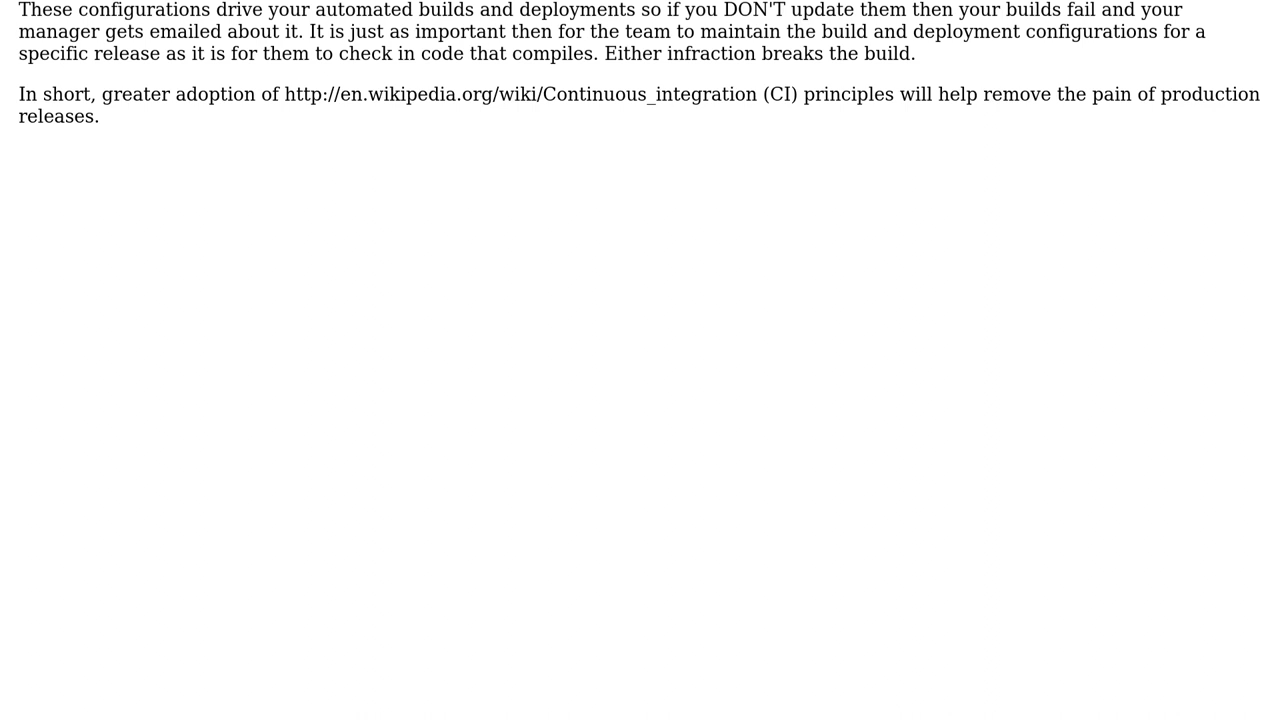 These configurations drive your automated builds and deployments so if you DON'T update them then your builds fail and your
manager gets emailed about it. It is just as important then for the team to maintain the build and deployment configurations for a
specific release as it is for them to check in code that compiles. Either infraction breaks the build.
In short, greater adoption of http://en.wikipedia.org/wiki/Continuous_integration (CI) principles will help remove the pain of production
releases.